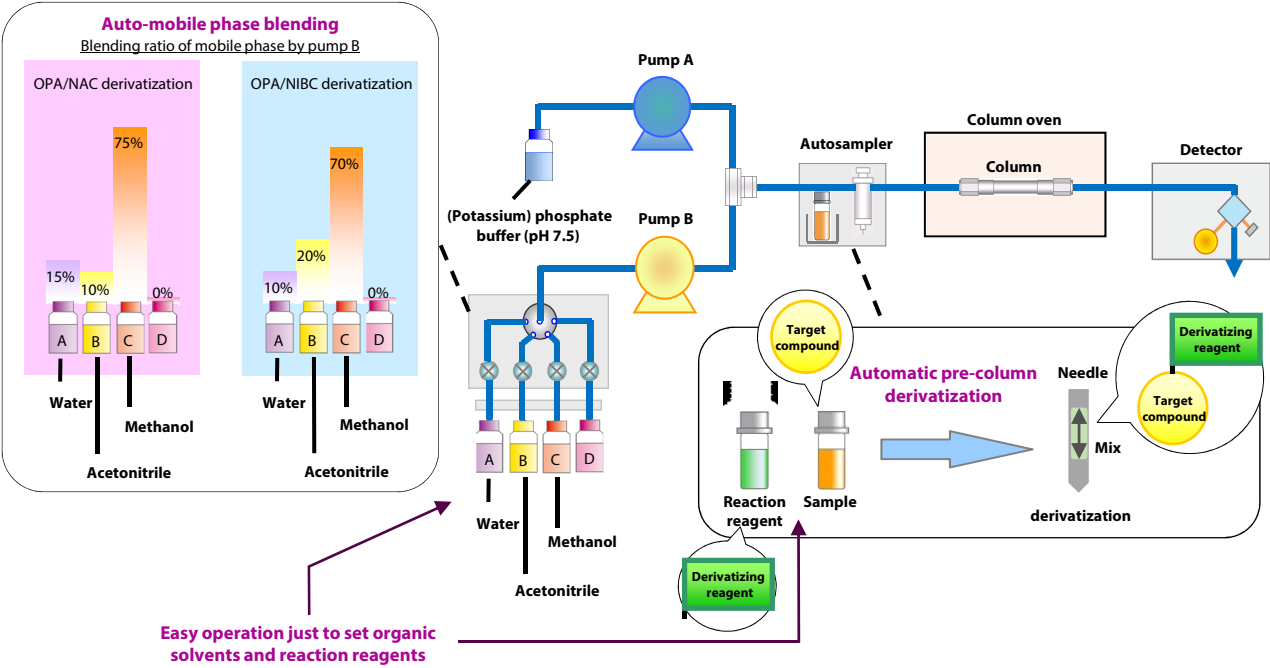 Auto-mobile phase blending
Blending ratio of mobile phase by pump B
OPA/NAC derivatization
75%
15%
10%
0%
A
B
C
D
Water
Methanol
Acetonitrile
OPA/NIBC derivatization
70%
20%
10%
0%
A
B
C
D
Water
Methanol
Acetonitrile
Pump A
(Potassium) phosphate
buffer (pH 7.5)
Pump B
Autosampler
Column oven
Column
Detector
A
B
C
D
Water
Methanol
Acetonitrile
Target
compound
Automatic pre-column
derivatization
Reaction
reagent
Sample
Derivatizing
reagent
Needle
Mix
derivatization
Derivatizing
reagent
Target
compound
Easy operation just to set organic
solvents and reaction reagents